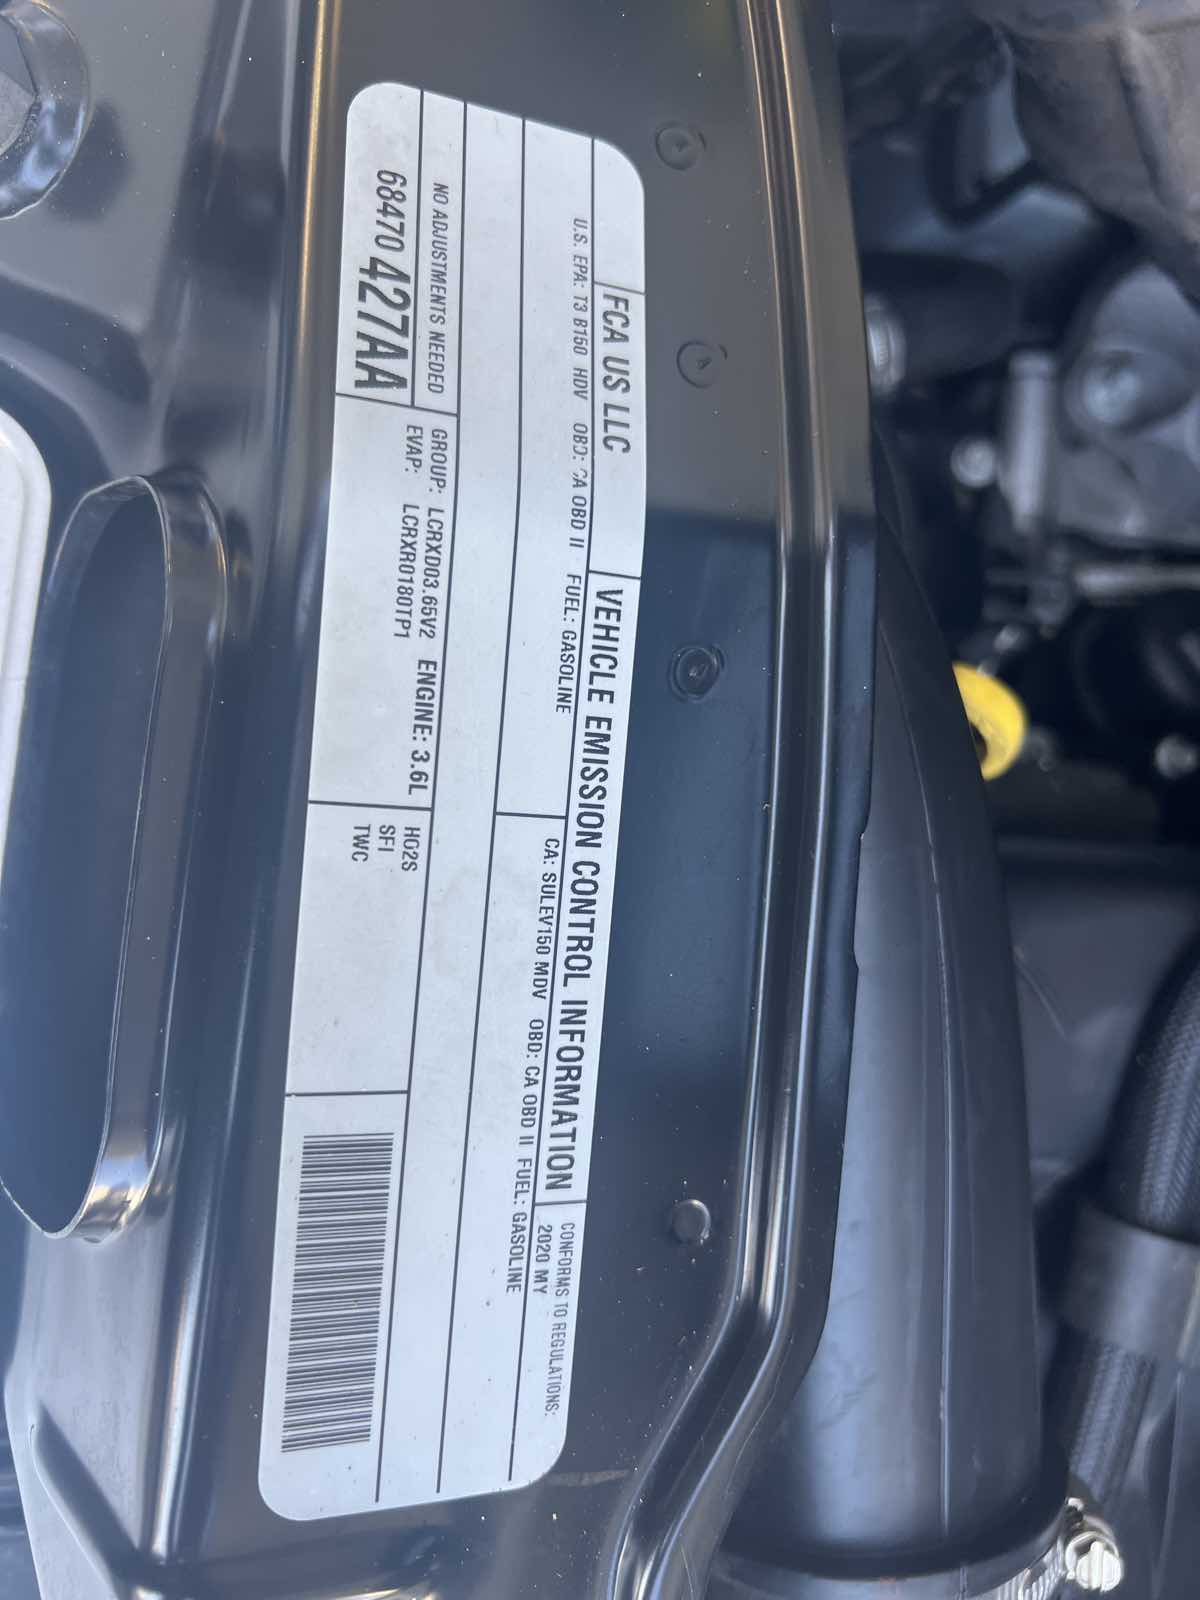 FCA US LLC
VEHICLE EMISSION CONTROL INFORMATION
CONFORMS TO REGULATIONS:
2020 MY
U.S. EPA: T3 B150 HDV OBD: CA OBD II FUEL: GASOLINE
CA: SULEV150 MDV OBD: CA OBD II FUEL: GASOLINE
NO ADJUSTMENTS NEEDED
68470 427AA
GROUP: LCRXD03.65V2 ENGINE: 3.6L
EVAP: LCRXR0180TP1
HO2S
SFI
TWC